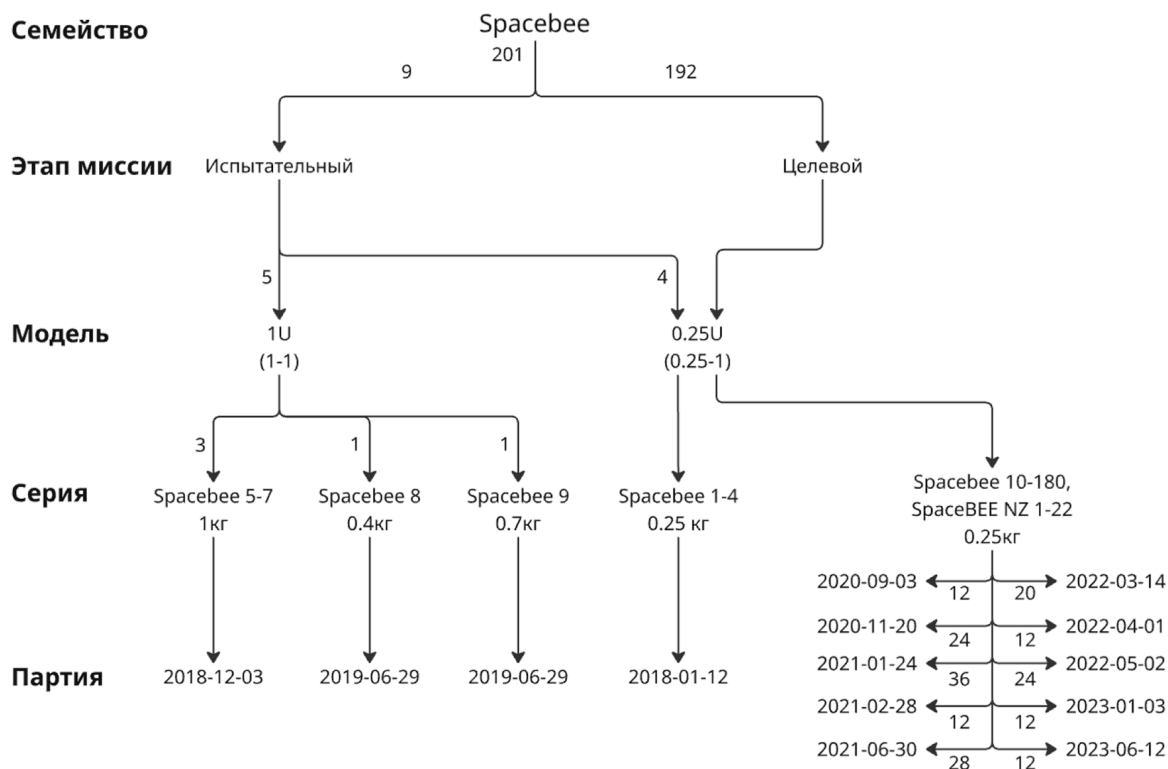 Семейство
Spacebee
201
9
192
Этап миссии
Испытательный
Целевой
5
4
Модель
1U
(1-1)
0.25U
(0.25-1)
3
1
1
Серия
Spacebee 5-7
1кг
Spacebee 8
0.4кг
Spacebee 9
0.7кг
Spacebee 1-4
0.25 кг
Spacebee 10-180,
SpaceBEE NZ 1-22
0.25кг
2020-09-03
12
20
2022-03-14
2020-11-20
24
12
2022-04-01
2021-01-24
36
24
2022-05-02
2021-02-28
12
12
2023-01-03
2021-06-30
28
12
2023-06-12
Партия
2018-12-03
2019-06-29
2019-06-29
2018-01-12